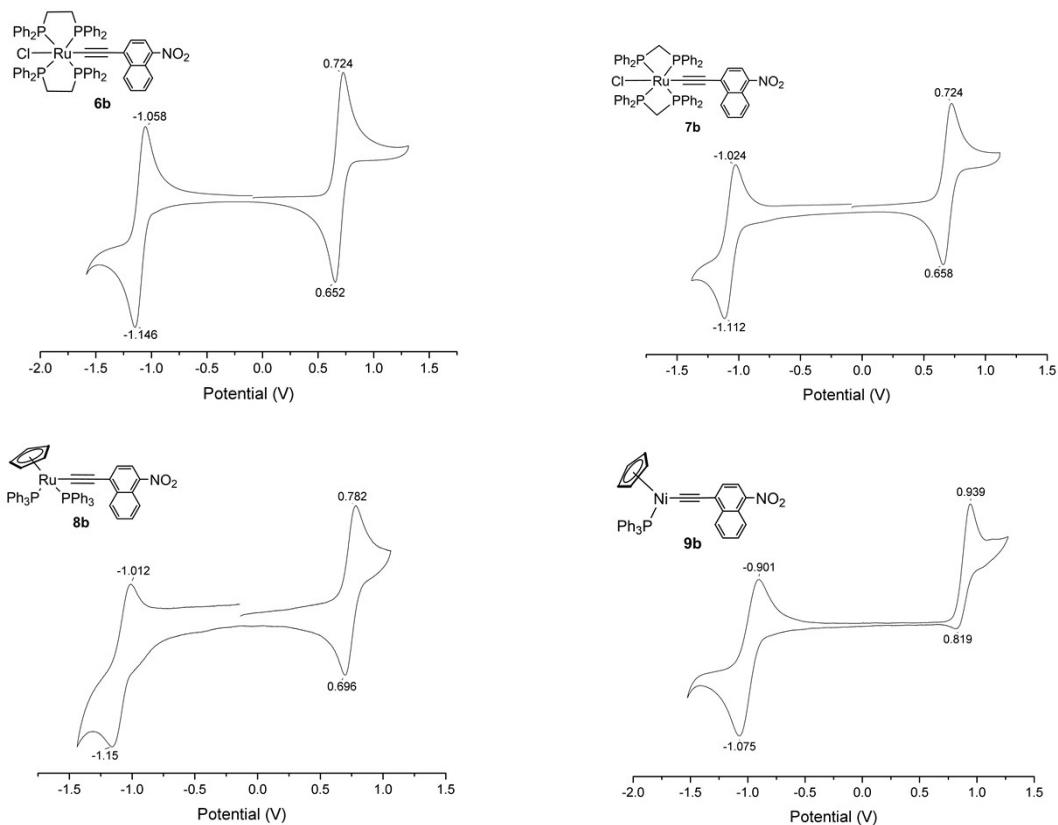 Ph2P PPh2
Cl Ru NO2
Ph2P PPh2
6b
-1.058
0.724
-1.146
0.652
-2.0 -1.5 -1.0 -0.5 0.0 0.5 1.0 1.5
Potential (V)
Ph2P PPh2
Cl Ru NO2
Ph2P PPh2
7b
-1.024
0.724
-1.112
0.658
-1.5 -1.0 -0.5 0.0 0.5 1.0 1.5
Potential (V)
Ru NO2
Ph3P PPh3
8b
-1.012
0.782
-1.15
0.696
-1.5 -1.0 -0.5 0.0 0.5 1.0 1.5
Potential (V)
Ni NO2
Ph3P
9b
-0.901
0.939
-1.075
0.819
-2.0 -1.5 -1.0 -0.5 0.0 0.5 1.0 1.5
Potential (V)